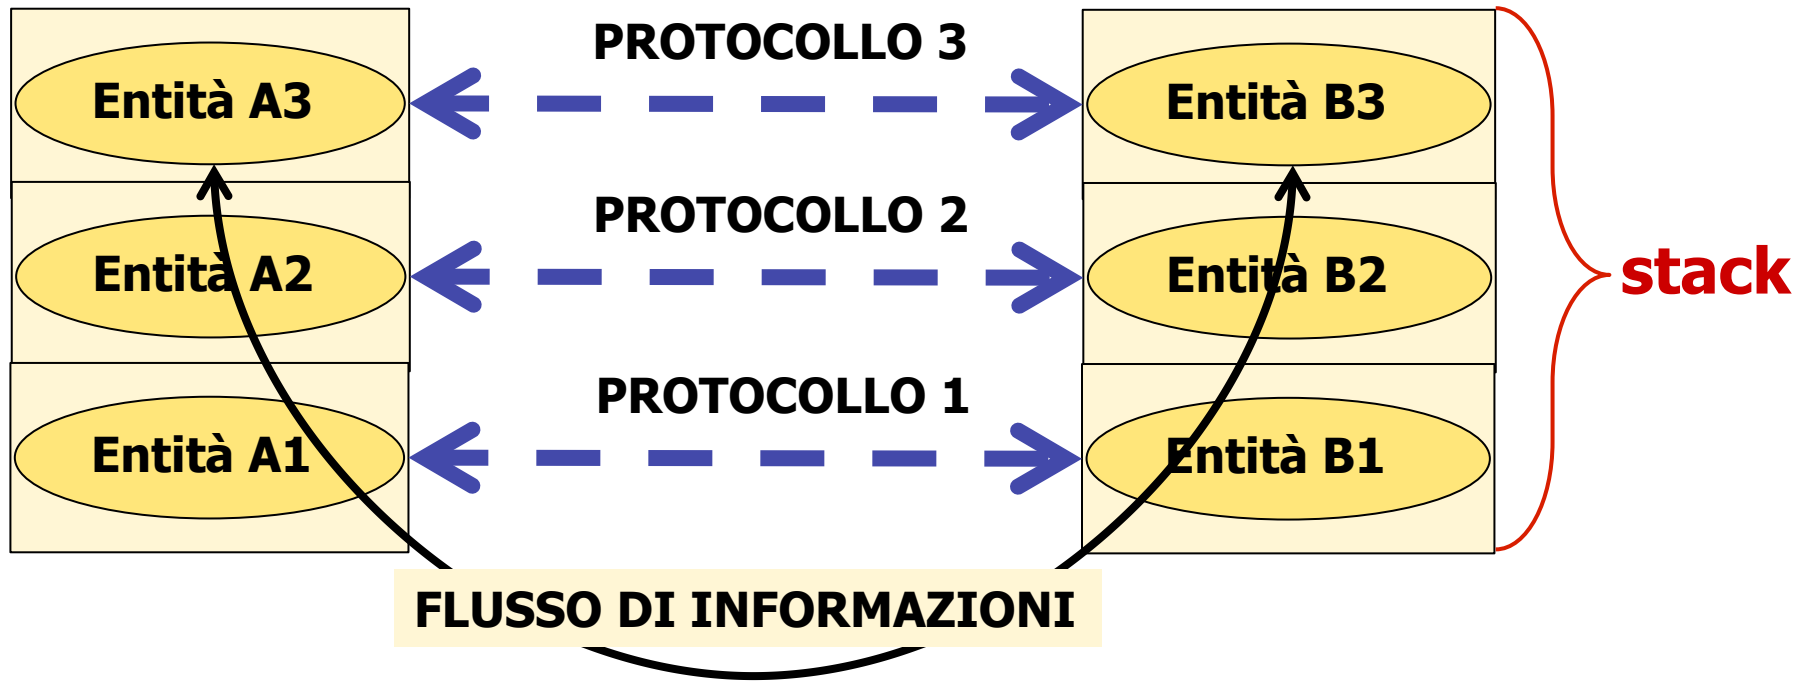 PROTOCOLLO 3
Entità A3
Entità B3
PROTOCOLLO 2
Entità A2
Entità B2
stack
PROTOCOLLO 1
Entità A1
Entità B1
FLUSSO DI INFORMAZIONI